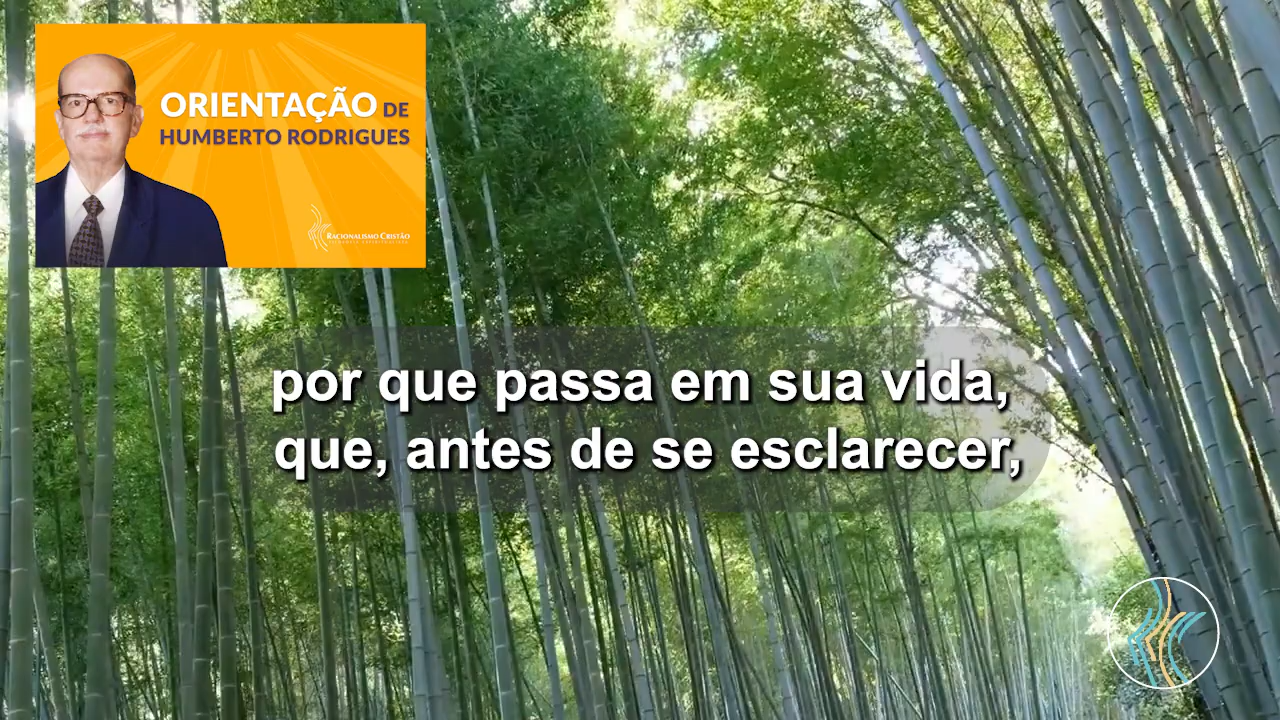 ORIENTAÇÃO DE
HUMBERTO RODRIGUES
RACIONALISMO CRISTÃO
por que passa em sua vida,
que, antes de se esclarecer,